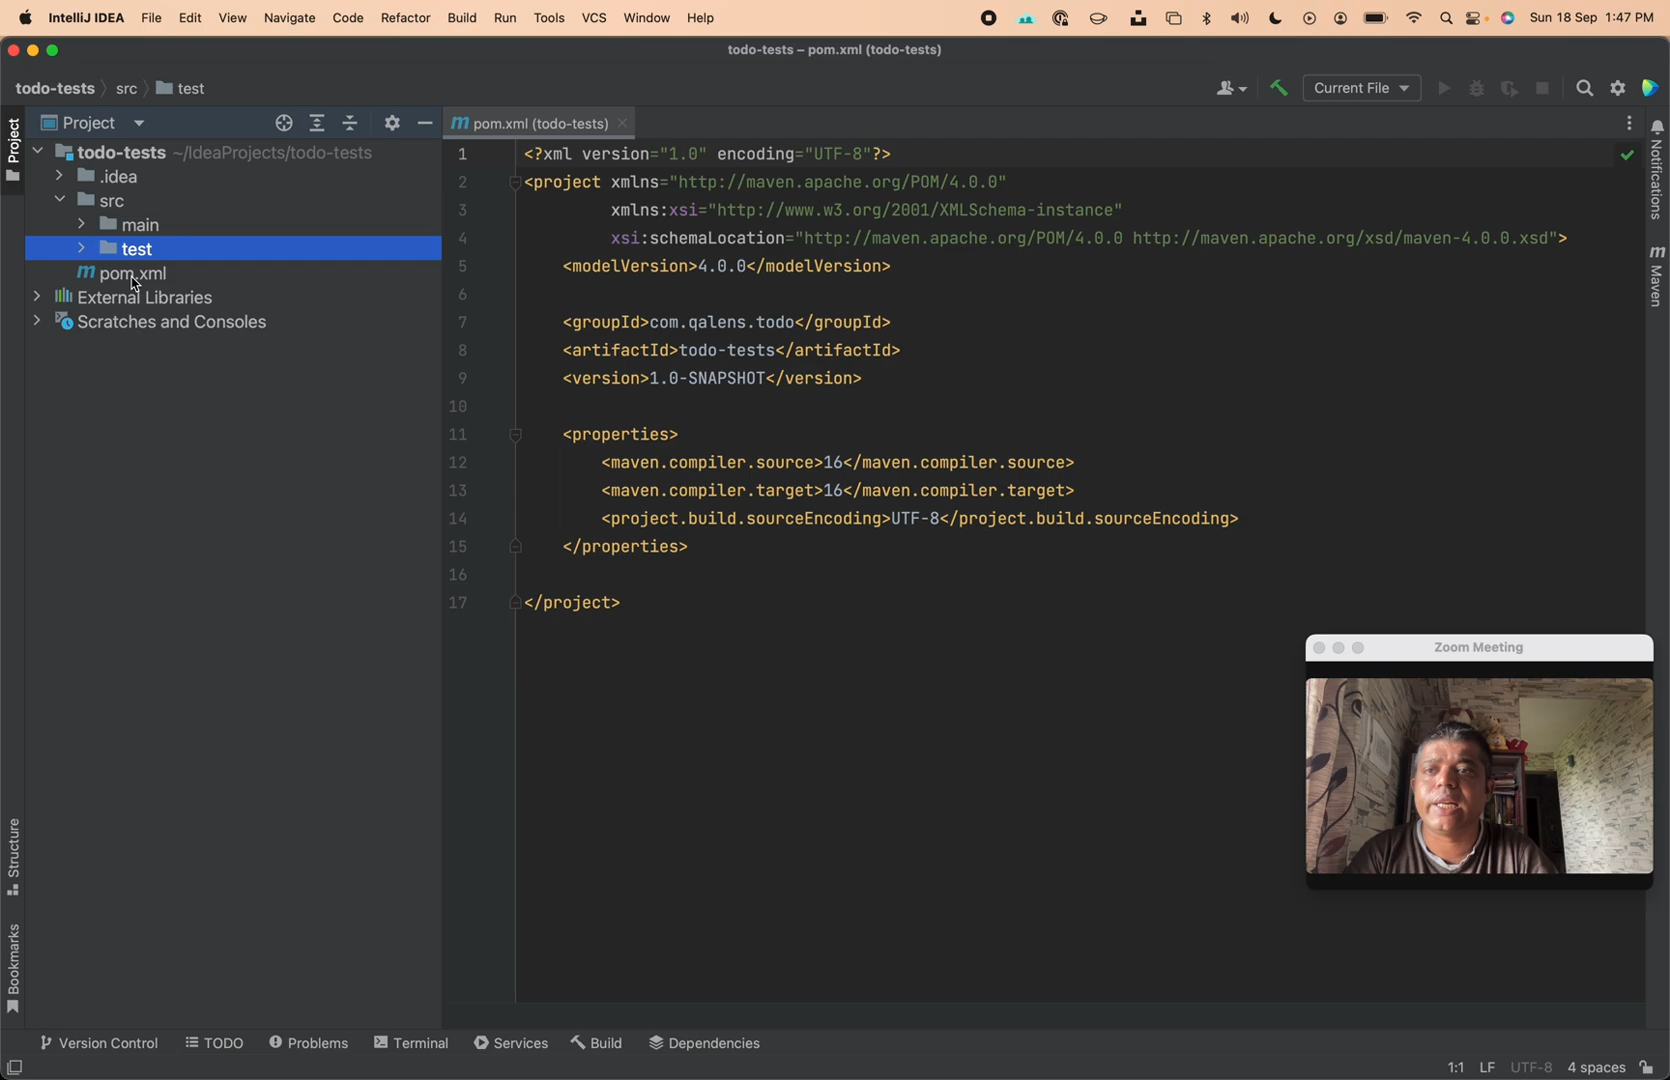 IntelliJ IDEA File Edit View Navigate Code Refactor Build Run Tools VCS Window Help Sun 18 Sep 1:47 PM
todo-tests – pom.xml (todo-tests)
todo-tests src test
Current File
Project
Project
pom.xml (todo-tests)
todo-tests ~/IdeaProjects/todo-tests
.idea
src
main
test
pom.xml
External Libraries
Scratches and Consoles
1 <?xml version="1.0" encoding="UTF-8"?>
2 <project xmlns="http://maven.apache.org/POM/4.0.0"
3 xmlns:xsi="http://www.w3.org/2001/XMLSchema-instance"
4 xsi:schemaLocation="http://maven.apache.org/POM/4.0.0 http://maven.apache.org/xsd/maven-4.0.0.xsd">
5 <modelVersion>4.0.0</modelVersion>
6
7 <groupId>com.qalens.todo</groupId>
8 <artifactId>todo-tests</artifactId>
9 <version>1.0-SNAPSHOT</version>
10
11 <properties>
12 <maven.compiler.source>16</maven.compiler.source>
13 <maven.compiler.target>16</maven.compiler.target>
14 <project.build.sourceEncoding>UTF-8</project.build.sourceEncoding>
15 </properties>
16
17 </project>
Notifications
m Maven
Zoom Meeting
Structure
Bookmarks
Version Control TODO Problems Terminal Services Build Dependencies
1:1 LF UTF-8 4 spaces